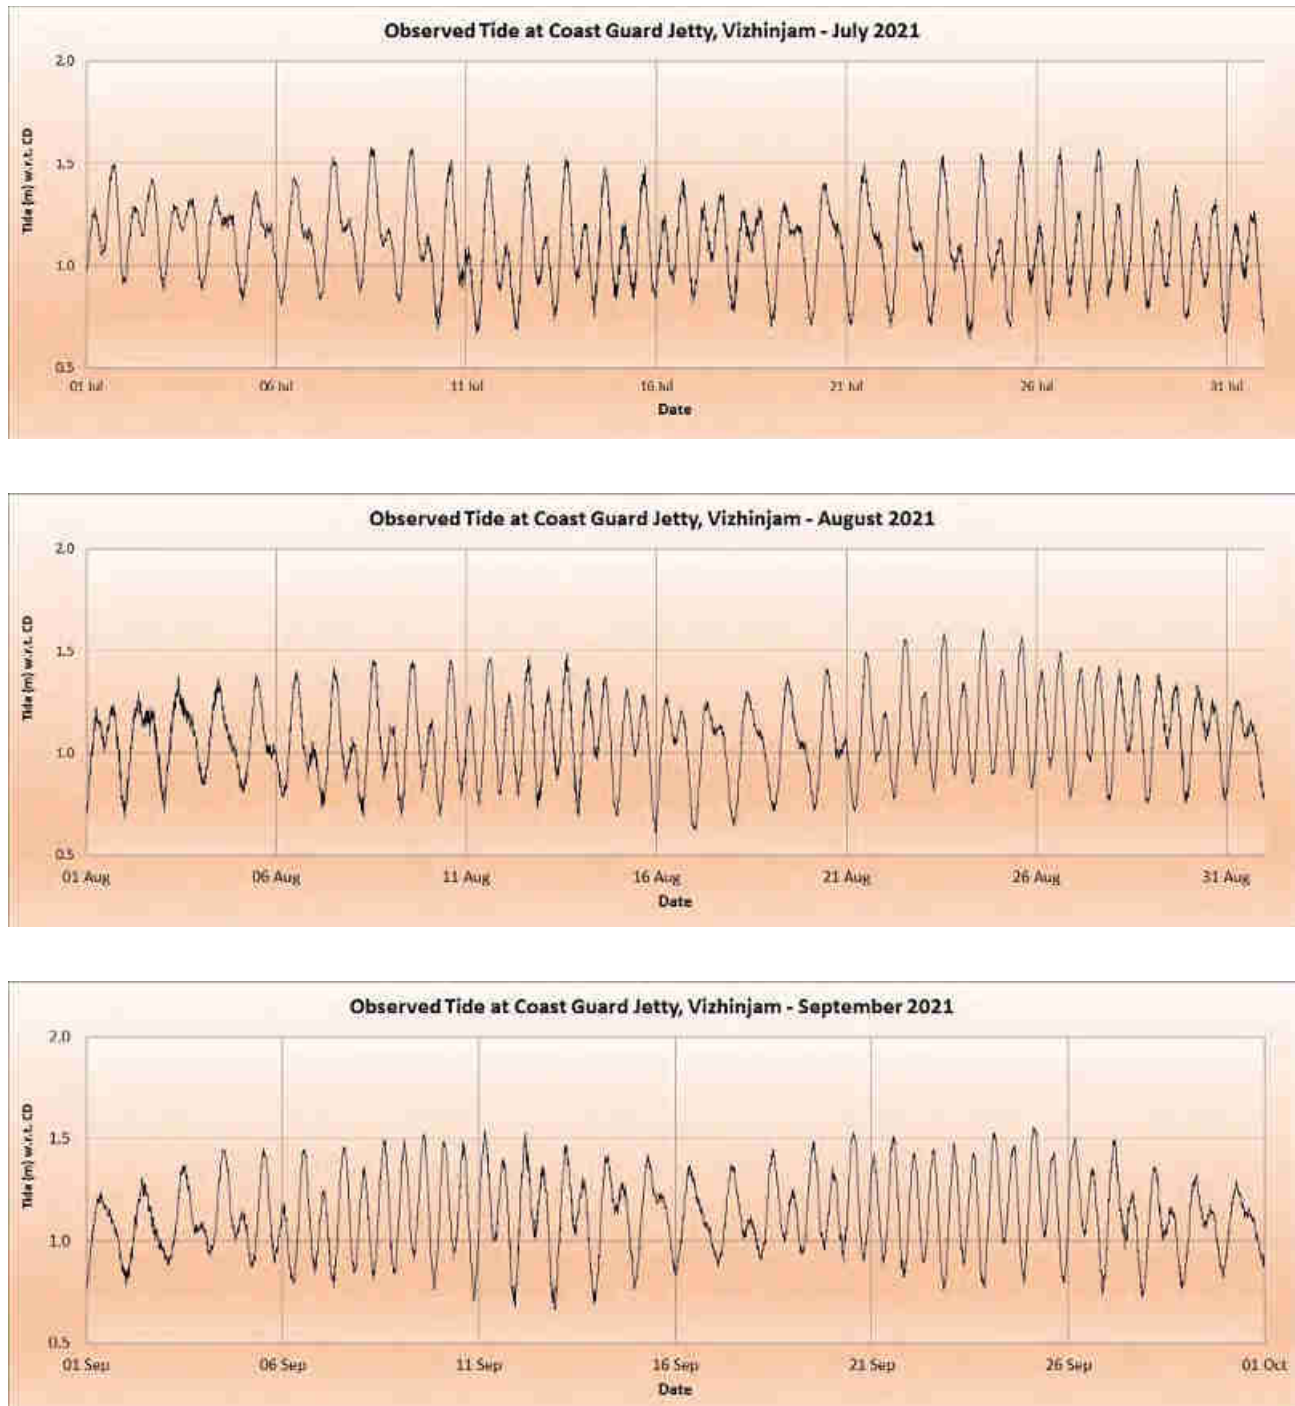 Observed Tide at Coast Guard Jetty, Vizhinjam - July 2021
Tide (m) w.r.t. CD
2.0
1.5
1.0
0.5
01 Jul 06 Jul 11 Jul 16 Jul 21 Jul 26 Jul 31 Jul
Date
Observed Tide at Coast Guard Jetty, Vizhinjam - August 2021
Tide (m) w.r.t. CD
2.0
1.5
1.0
0.5
01 Aug 06 Aug 11 Aug 16 Aug 21 Aug 26 Aug 31 Aug
Date
Observed Tide at Coast Guard Jetty, Vizhinjam - September 2021
Tide (m) w.r.t. CD
2.0
1.5
1.0
0.5
01 Sep 06 Sep 11 Sep 16 Sep 21 Sep 26 Sep 01 Oct
Date